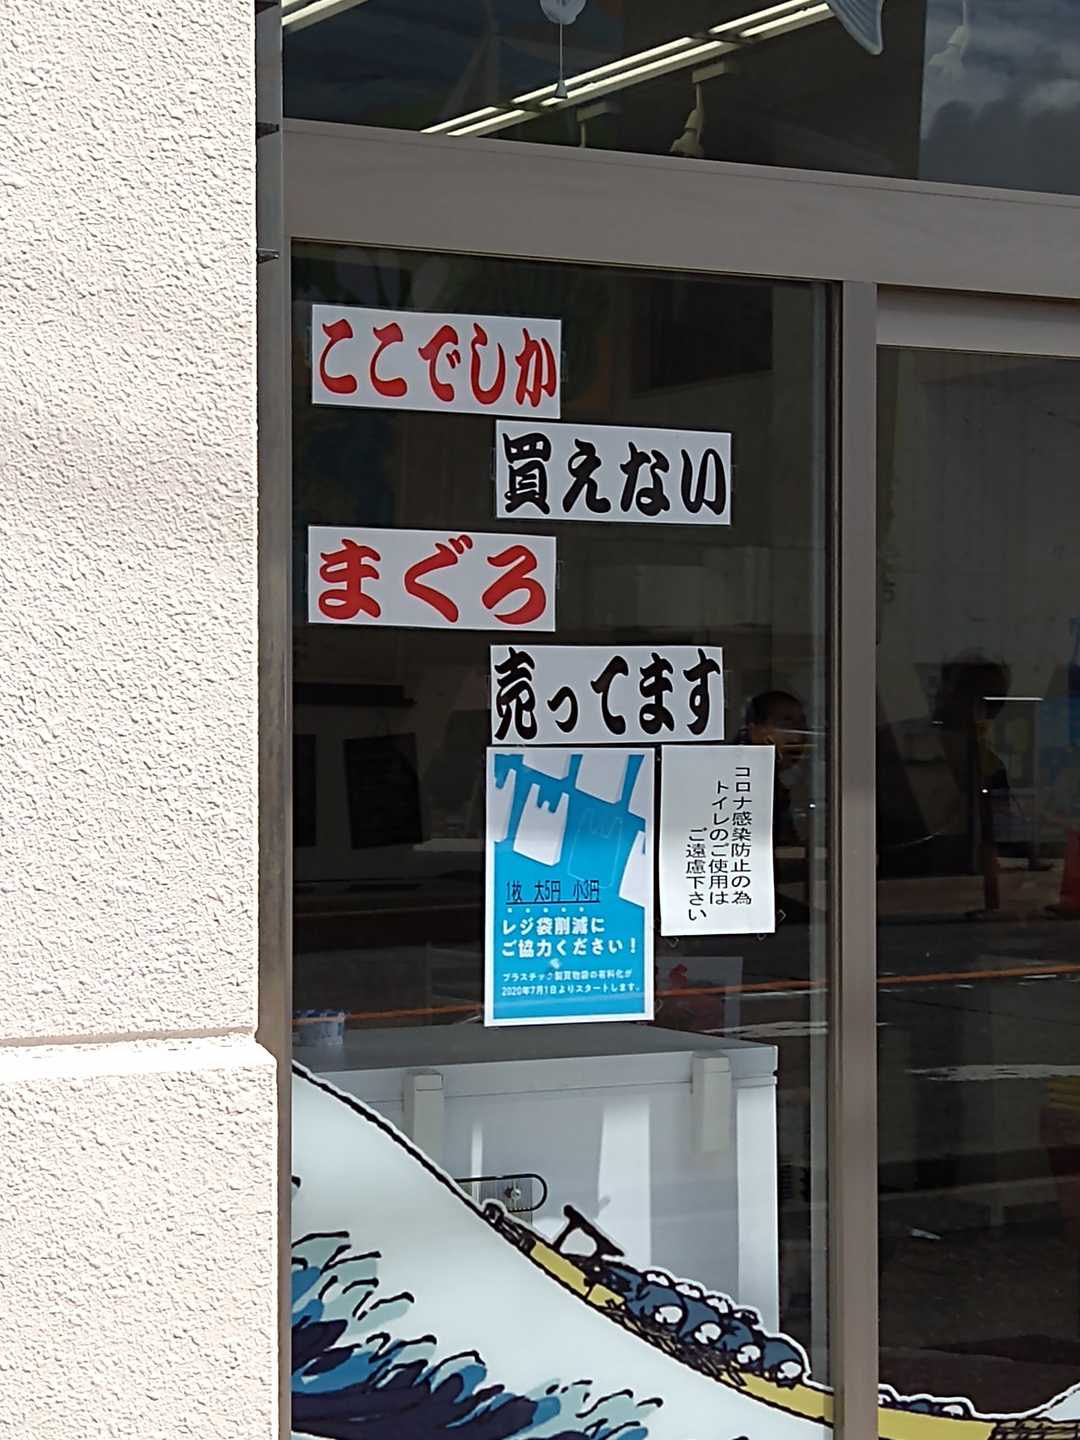 ここでしか
買えない
まぐろ
売ってます
1枚 大5円 小3円
レジ袋削減に
ご協力ください！
プラスチック製買物袋の有料化が
2020年7月1日よりスタートします。
コロナ感染防止の為
トイレのご使用は
ご遠慮下さい